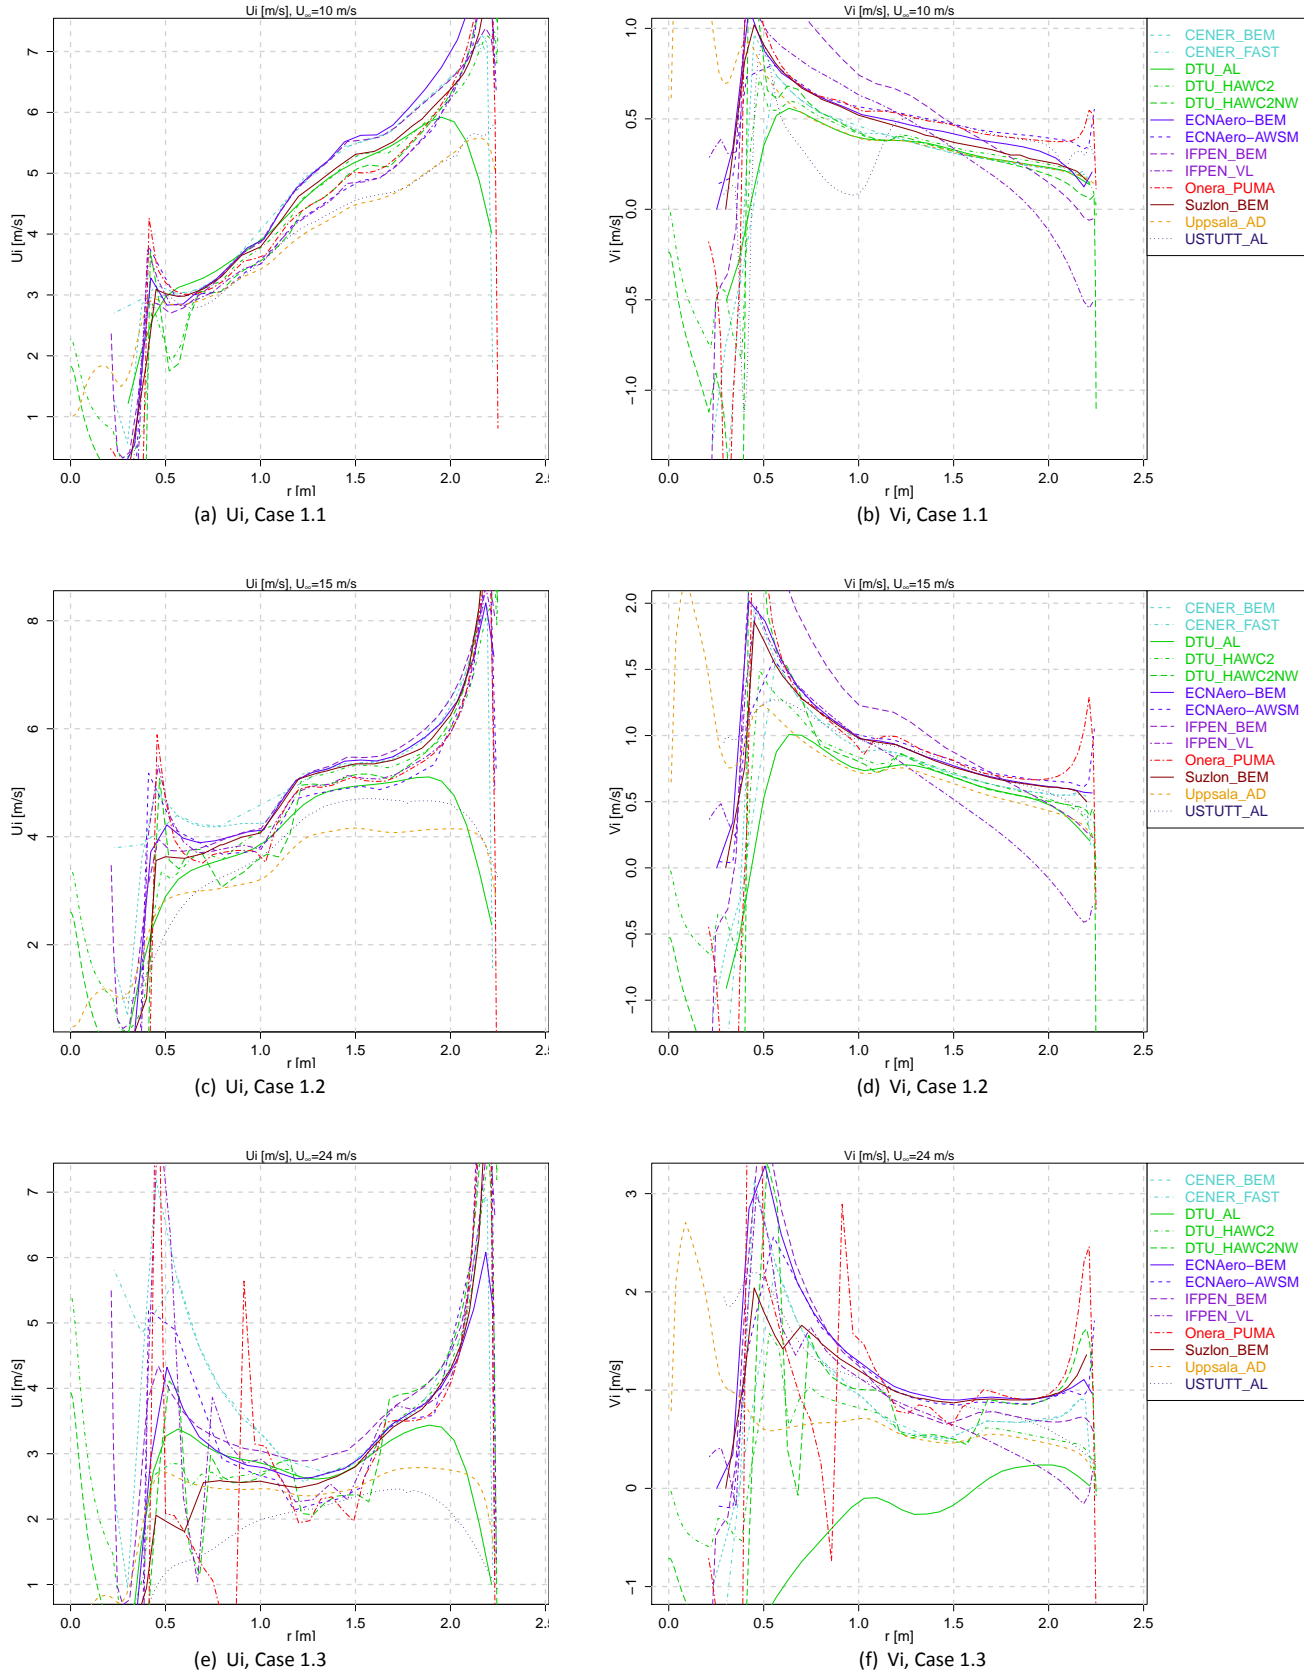 Ui [m/s], U∞=10 m/s
Ui [m/s]
7
6
5
4
3
2
1
0.0 0.5 1.0 1.5 2.0 2.5
r [m]
(a) Ui, Case 1.1
Vi [m/s], U∞=10 m/s
Vi [m/s]
1.0
0.5
0.0
−0.5
−1.0
0.0 0.5 1.0 1.5 2.0 2.5
r [m]
(b) Vi, Case 1.1
CENER_BEM
CENER_FAST
DTU_AL
DTU_HAWC2
DTU_HAWC2NW
ECNAero−BEM
ECNAero−AWSM
IFPEN_BEM
IFPEN_VL
Onera_PUMA
Suzlon_BEM
Uppsala_AD
USTUTT_AL
Ui [m/s], U∞=15 m/s
Ui [m/s]
8
6
4
2
0.0 0.5 1.0 1.5 2.0 2.5
r [m]
(c) Ui, Case 1.2
Vi [m/s], U∞=15 m/s
Vi [m/s]
2.0
1.5
1.0
0.5
0.0
−0.5
−1.0
0.0 0.5 1.0 1.5 2.0 2.5
r [m]
(d) Vi, Case 1.2
CENER_BEM
CENER_FAST
DTU_AL
DTU_HAWC2
DTU_HAWC2NW
ECNAero−BEM
ECNAero−AWSM
IFPEN_BEM
IFPEN_VL
Onera_PUMA
Suzlon_BEM
Uppsala_AD
USTUTT_AL
Ui [m/s], U∞=24 m/s
Ui [m/s]
7
6
5
4
3
2
1
0.0 0.5 1.0 1.5 2.0 2.5
r [m]
(e) Ui, Case 1.3
Vi [m/s], U∞=24 m/s
Vi [m/s]
3
2
1
0
−1
0.0 0.5 1.0 1.5 2.0 2.5
r [m]
(f) Vi, Case 1.3
CENER_BEM
CENER_FAST
DTU_AL
DTU_HAWC2
DTU_HAWC2NW
ECNAero−BEM
ECNAero−AWSM
IFPEN_BEM
IFPEN_VL
Onera_PUMA
Suzlon_BEM
Uppsala_AD
USTUTT_AL